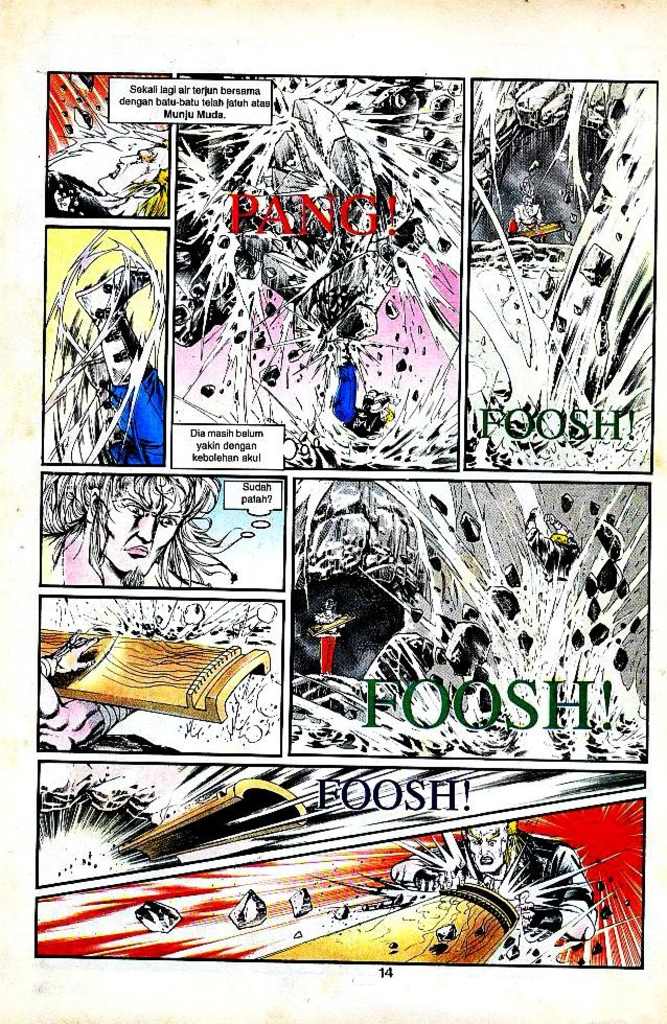 Sekali lagi air terjun bersama
dengan batu-batu telah jatuh atas
Munju Muda.
PANG!
Dia masih belum
yakin dengan
kebolehan aku!
FOOSH!
Sudah
patah?
FOOSH!
FOOSH!
14